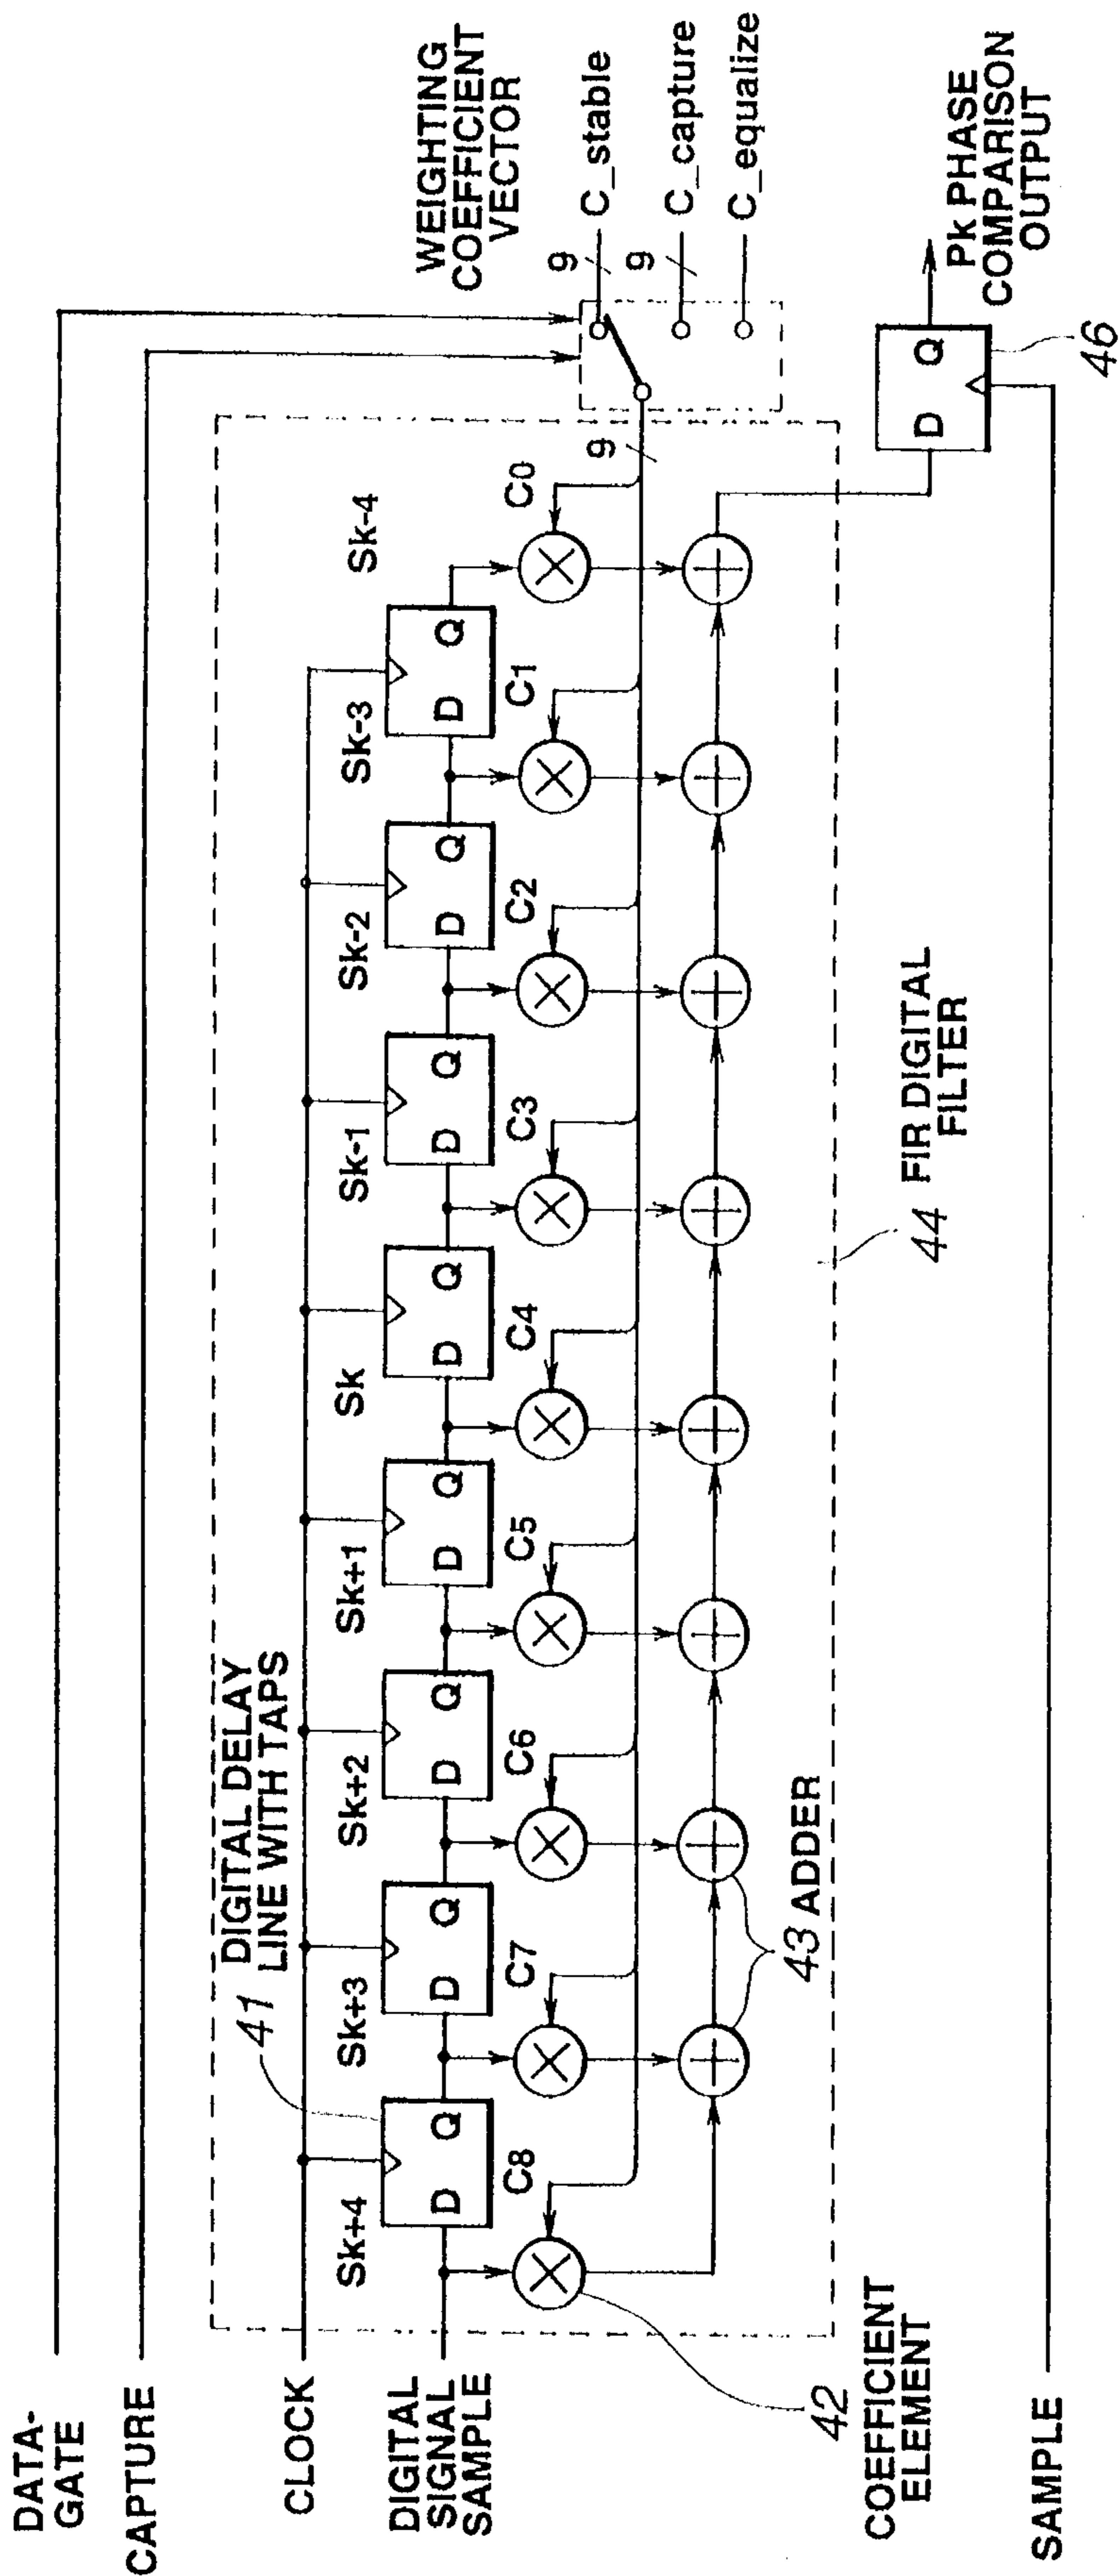 DATA-
GATE
CAPTURE
CLOCK
DIGITAL
SIGNAL
SAMPLE
41 DIGITAL DELAY
LINE WITH TAPS
Sk+4
Sk+3
Sk+2
Sk+1
Sk
Sk-1
Sk-2
Sk-3
Sk-4
D Q
D Q
D Q
D Q
D Q
D Q
D Q
D Q
C8
C7
C6
C5
C4
C3
C2
C1
C0
WEIGHTING
COEFFICIENT
VECTOR
9
9 C_stable
9 C_capture
C_equalize
42
COEFFICIENT
ELEMENT
43 ADDER
44 FIR DIGITAL
FILTER
D Q
46
Pk PHASE
COMPARISON
OUTPUT
SAMPLE